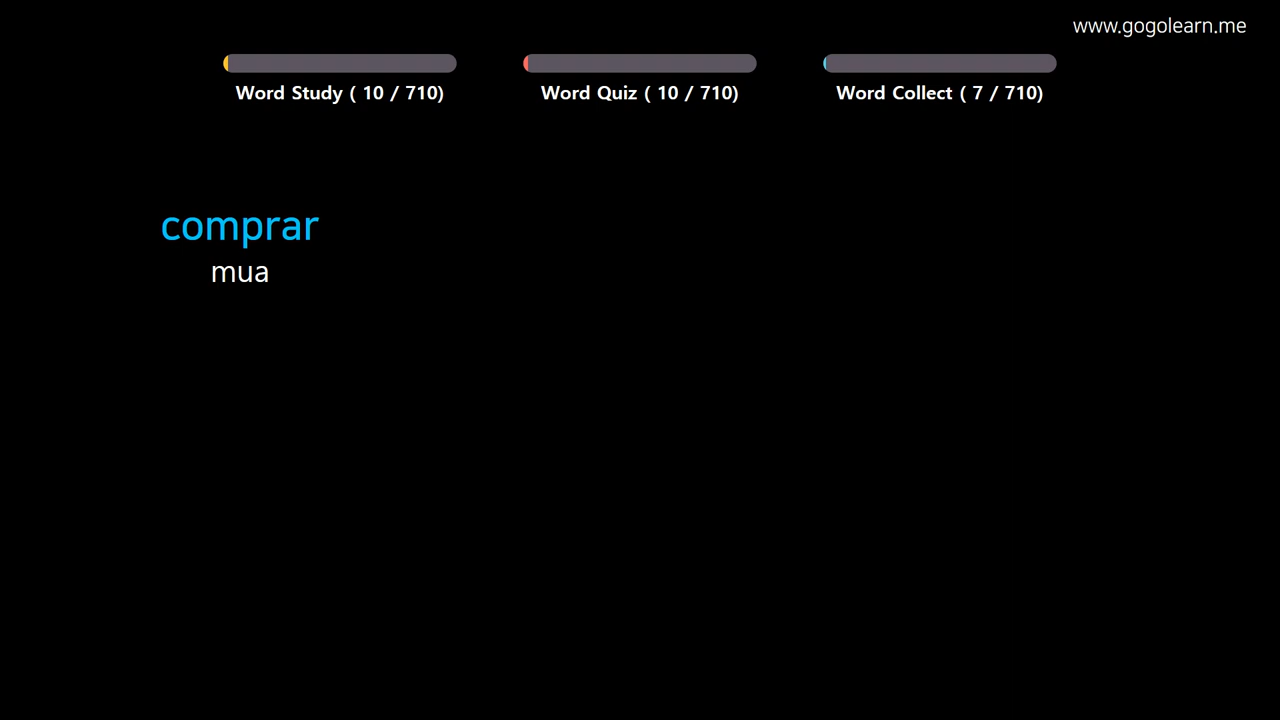 www.gogolearn.me
Word Study ( 10 / 710)
Word Quiz ( 10 / 710)
Word Collect ( 7 / 710)
comprar
mua